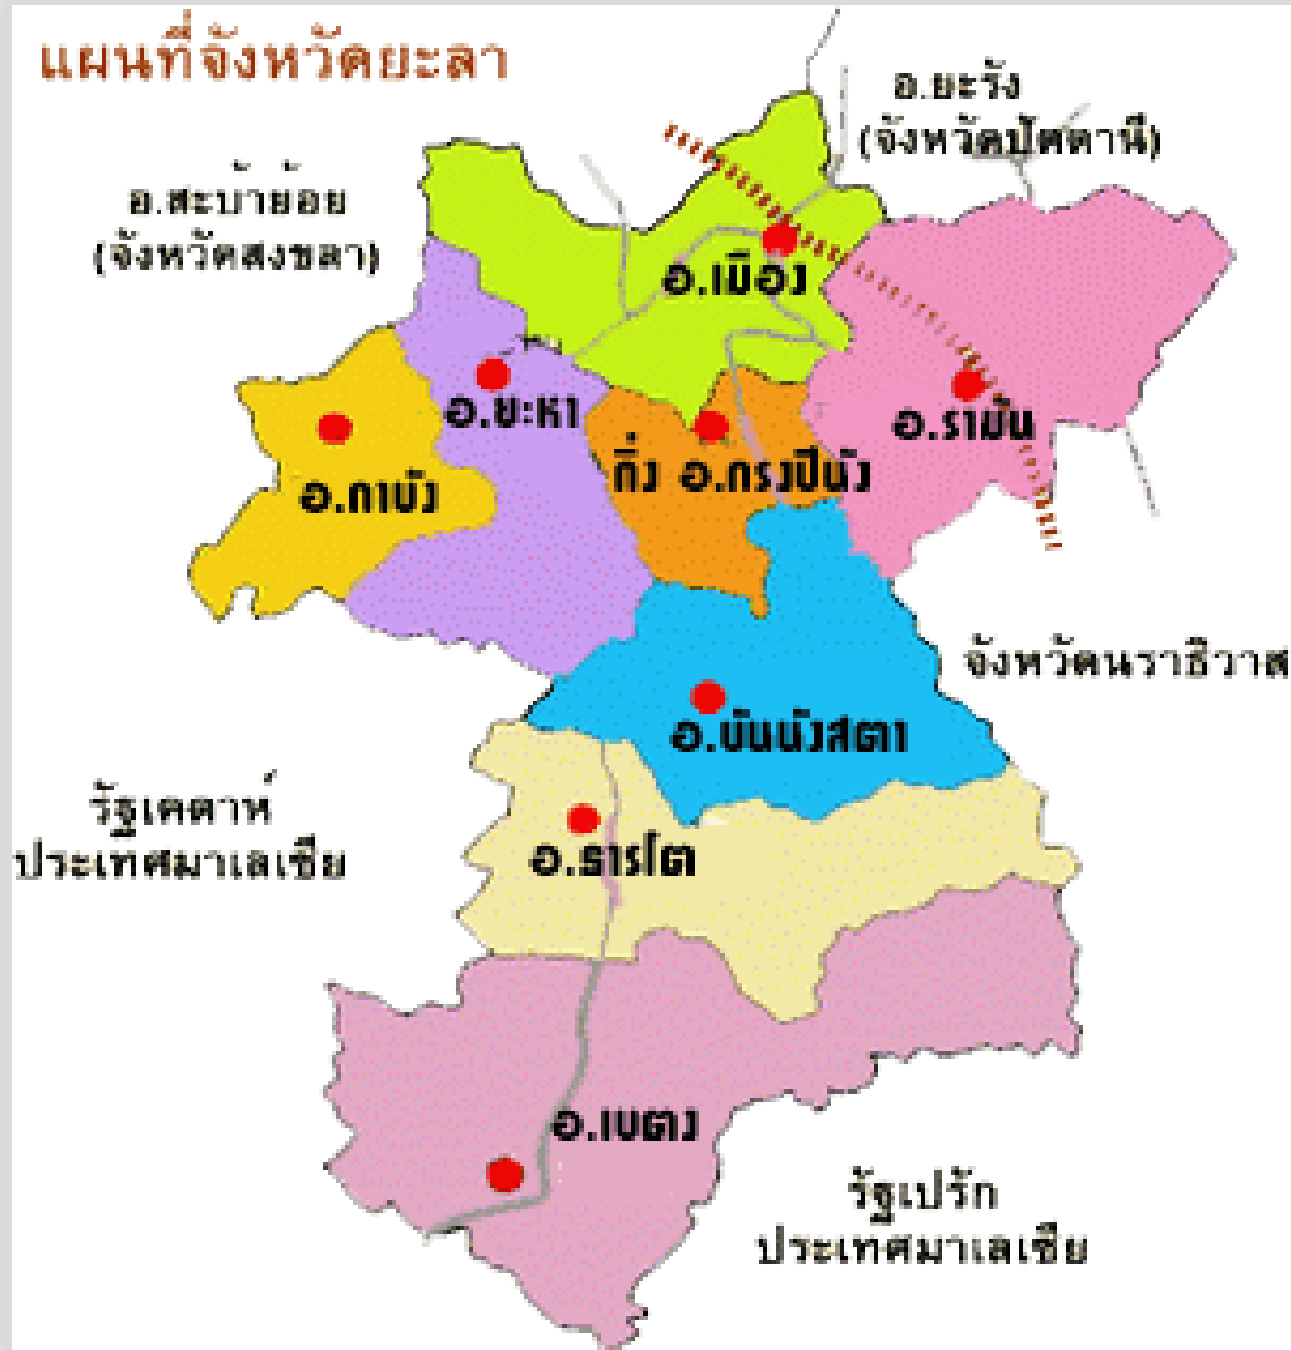 แผนที่จังหวัดยะลา
อ.ยะรัง
(จังหวัดปัตตานี)
อ.สะบ้าย้อย
(จังหวัดสงขลา)
อ.เมือง
อ.ยะหา
อ.รามัน
กิ่ง อ.กรงปินัง
อ.กาบัง
จังหวัดนราธิวาส
อ.บันนังสตา
รัฐเคดาห์
ประเทศมาเลเซีย
อ.ธารโต
อ.เบตง
รัฐเปรัก
ประเทศมาเลเซีย